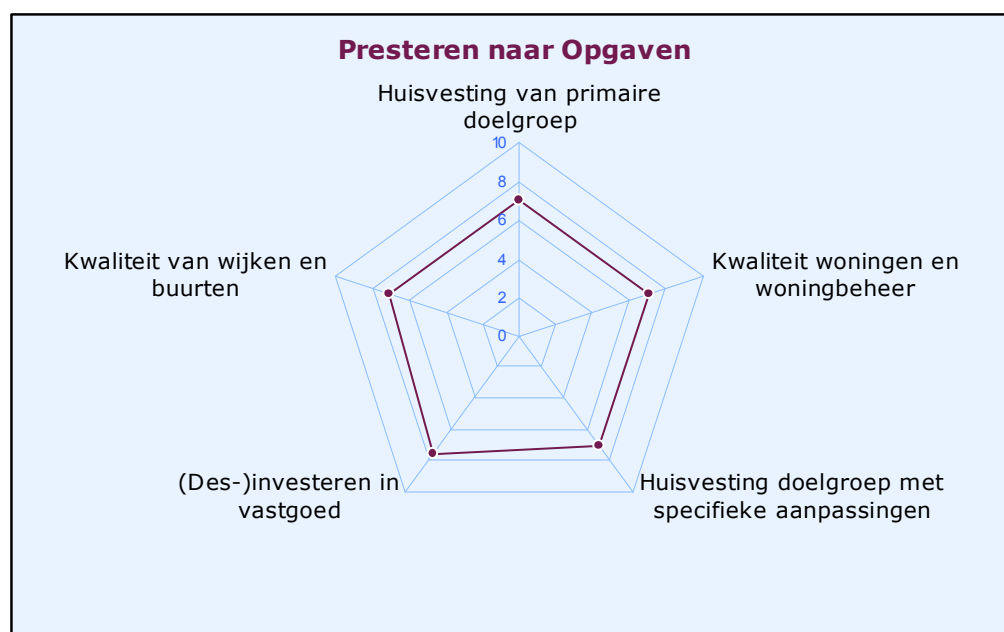 Presteren naar Opgaven
Huisvesting van primaire
doelgroep
10
8
6
4
2
0
Kwaliteit van wijken en
buurten
Kwaliteit woningen en
woningbeheer
(Des-)investeren in
vastgoed
Huisvesting doelgroep met
specifieke aanpassingen